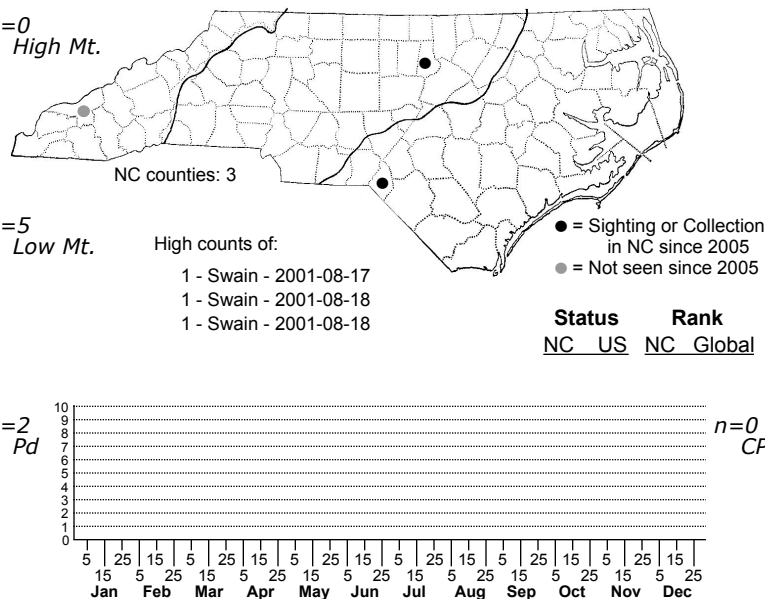 =0
High Mt.
NC counties: 3
=5
Low Mt.
High counts of:
1 - Swain - 2001-08-17
1 - Swain - 2001-08-18
1 - Swain - 2001-08-18
● = Sighting or Collection
in NC since 2005
● = Not seen since 2005
Status Rank
NC US NC Global
=2
Pd
n=0
CP
10
9
8
7
6
5
4
3
2
1
0
5 25 15 5 25 15 5 25 15 5 25 15 5 25 15 5 25 15
15 5 25 15 5 25 15 5 25 15 5 25 15 5 25 15 5 25
Jan Feb Mar Apr May Jun Jul Aug Sep Oct Nov Dec